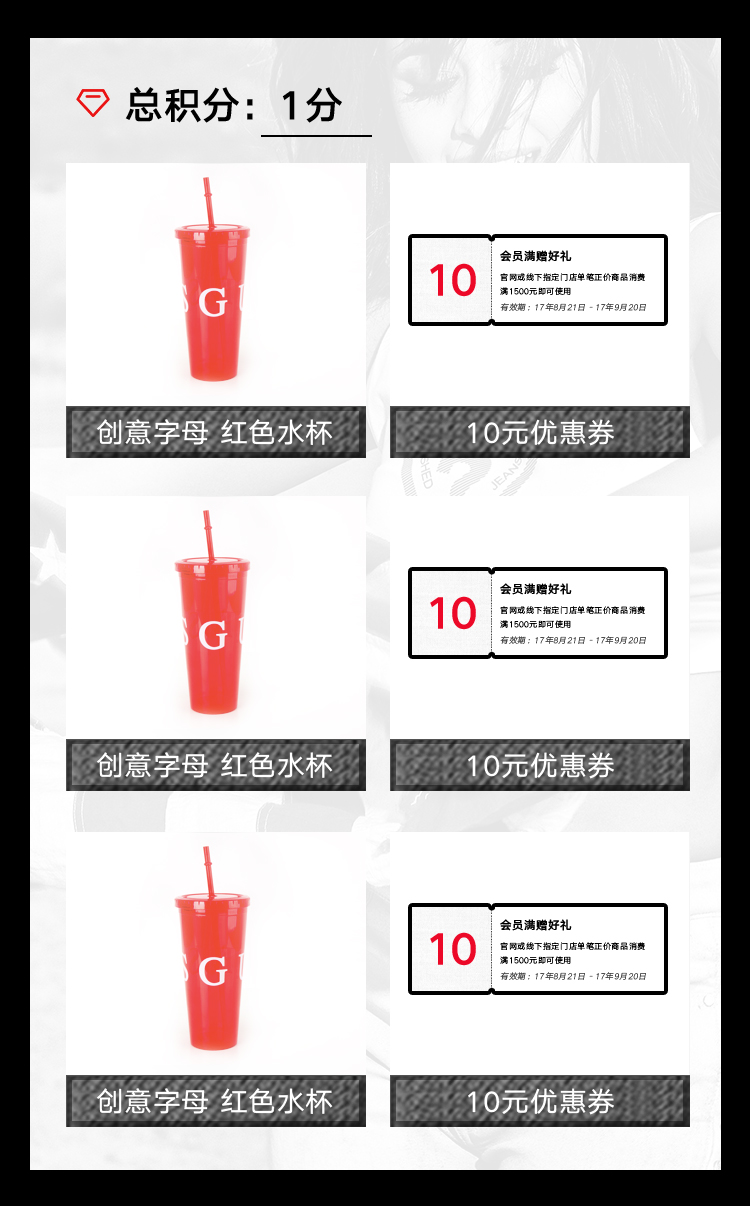 总积分: 1分
SGU
10
会员满赠好礼
官网或线下指定门店单笔正价商品消费
满1500元即可使用
有效期：17年8月21日 - 17年9月20日
创意字母 红色水杯
10元优惠券
SHED
JEANS
SGU
10
会员满赠好礼
官网或线下指定门店单笔正价商品消费
满1500元即可使用
有效期：17年8月21日 - 17年9月20日
创意字母 红色水杯
10元优惠券
SGU
10
会员满赠好礼
官网或线下指定门店单笔正价商品消费
满1500元即可使用
有效期：17年8月21日 - 17年9月20日
创意字母 红色水杯
10元优惠券